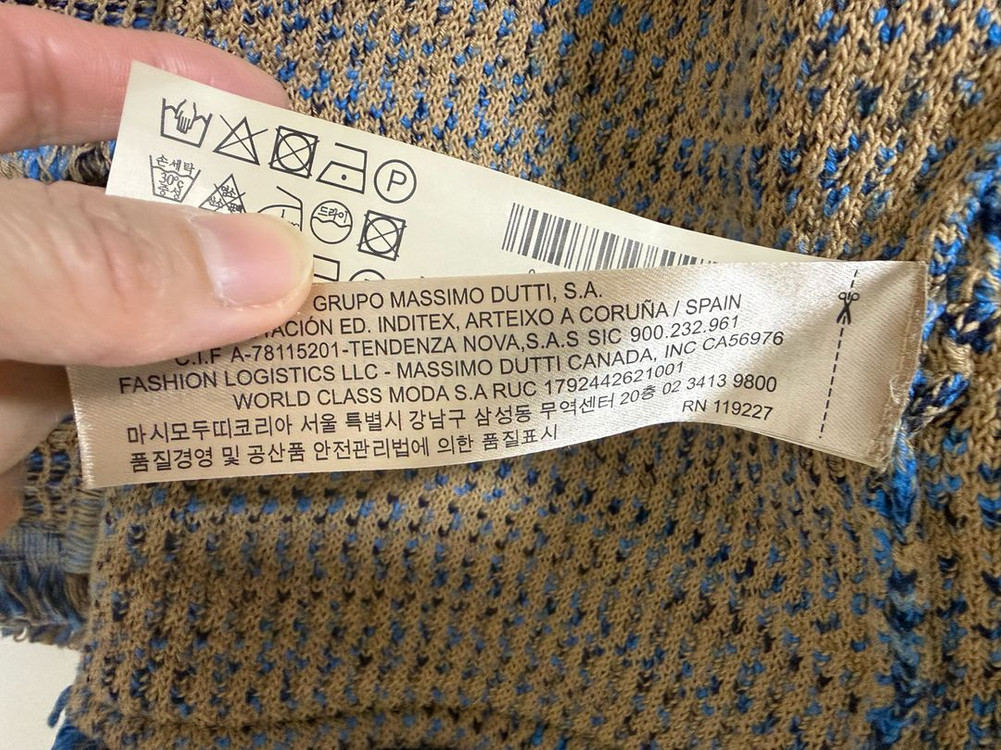 P
손세탁
30℃
중성
드라이
GRUPO MASSIMO DUTTI, S.A.
ED. INDITEX, ARTEIXO A CORUÑA / SPAIN
C.I.F A-78115201-TENDENZA NOVA,S.A.S SIC 900.232.961
FASHION LOGISTICS LLC - MASSIMO DUTTI CANADA, INC CA56976
WORLD CLASS MODA S.A RUC 1792442621001
마시모두띠코리아 서울 특별시 강남구 삼성동 무역센터 20층 02 3413 9800
RN 119227
품질경영 및 공산품 안전관리법에 의한 품질표시